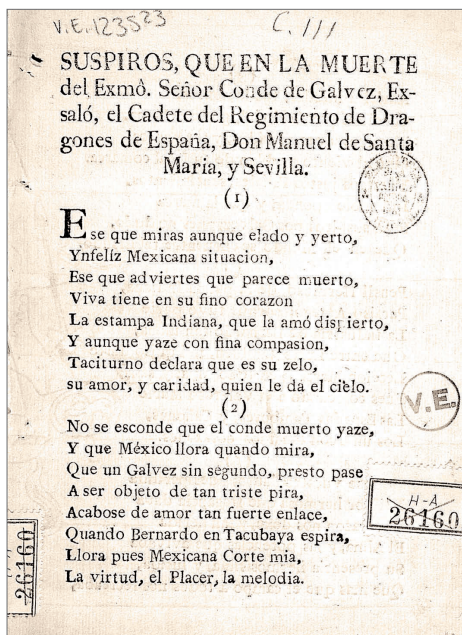 V.E. 123523
C. 111
SUSPIROS, QUE EN LA MUERTE
del Exmô. Señor Conde de Galvez, Ex-
saló, el Cadete del Regimiento de Dra-
gones de España, Don Manuel de Santa
Maria, y Sevilla.
(1)
Ese que miras aunque elado y yerto,
Ynfelíz Mexicana situacion,
Ese que adviertes que parece muerto,
Viva tiene en su fino corazon
La estampa Indiana, que la amó dispierto,
Y aunque yaze con fina compasion,
Taciturno declara que es su zelo,
su amor, y caridad, quien le da el cielo.
(2)
No se esconde que el conde muerto yaze,
Y que México llora quando mira,
Que un Galvez sin segundo, presto pase
A ser objeto de tan triste pira,
Acabose de amor tan fuerte enlace,
Quando Bernardo en Tacubaya espira,
Llora pues Mexicana Corte mia,
La virtud, el Placer, la melodia.
V.E.
H-A
26160
26160